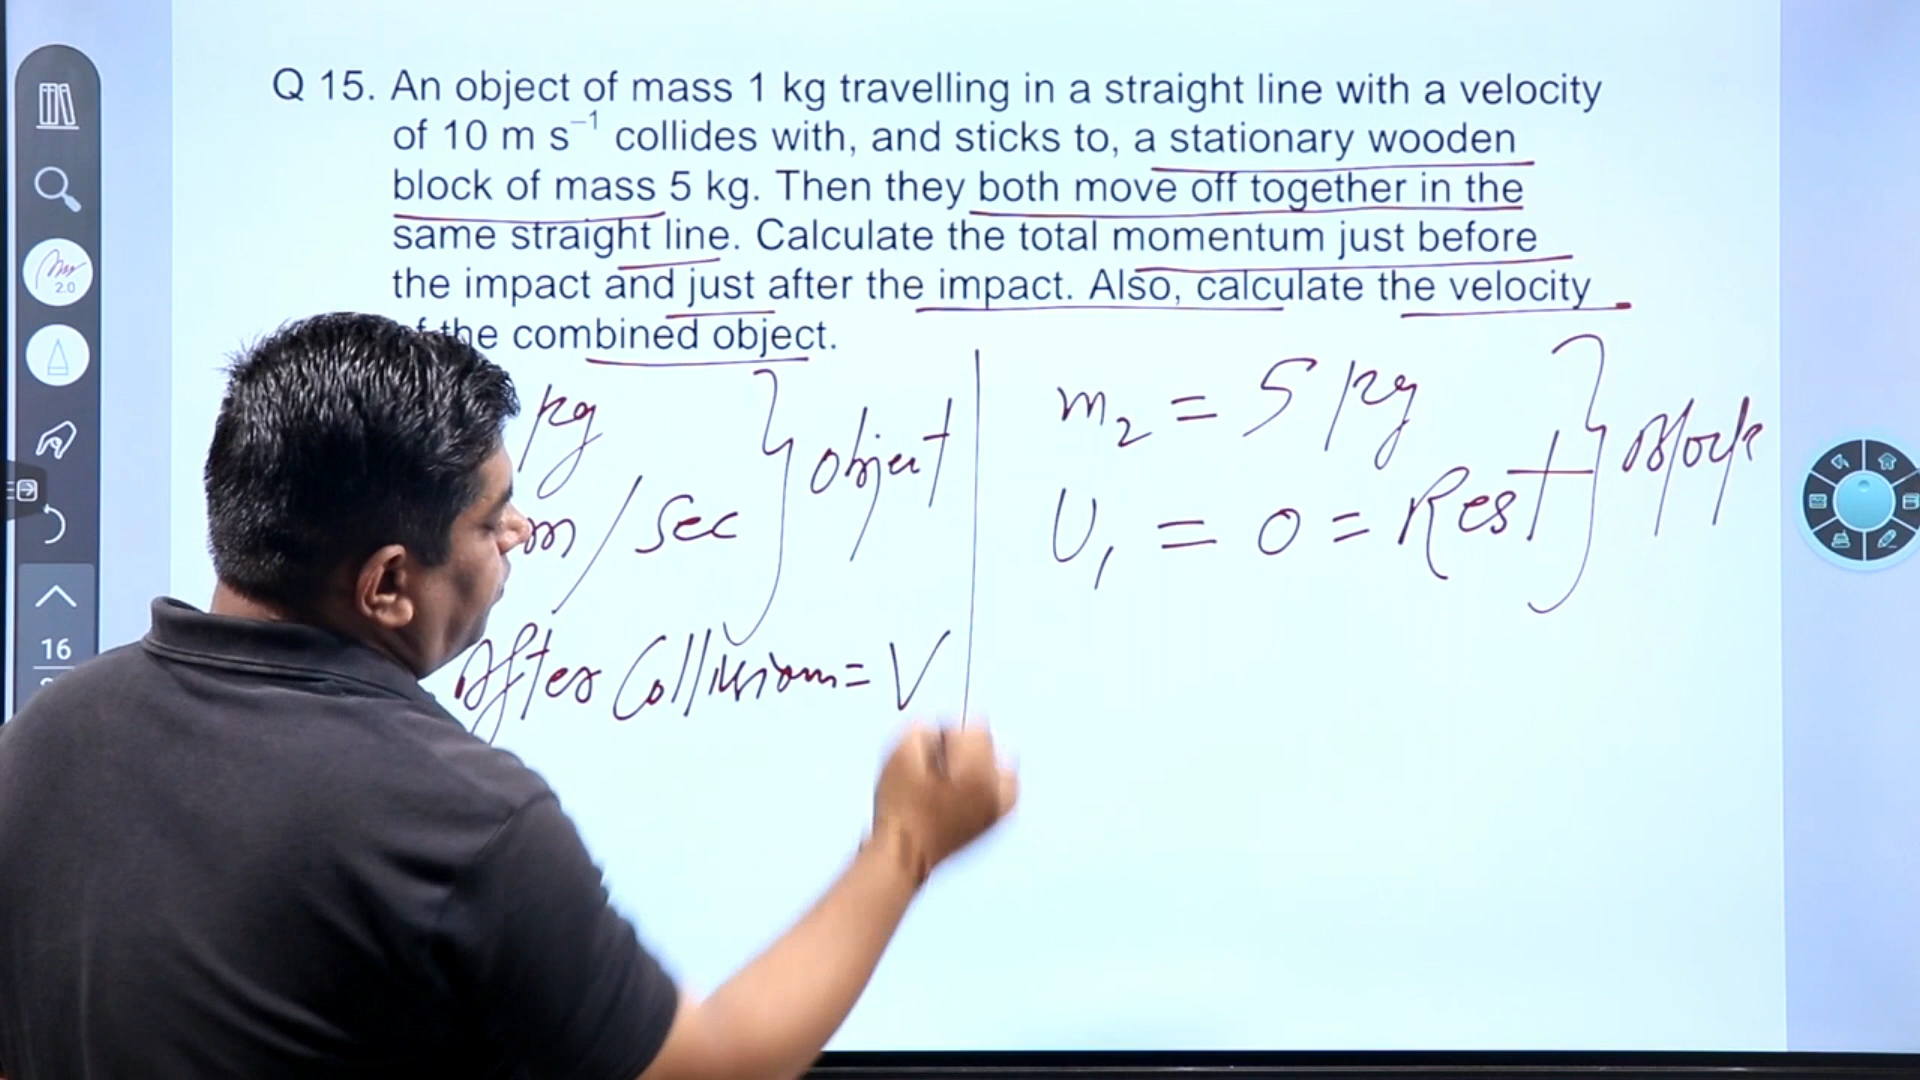 Q 15. An object of mass 1 kg travelling in a straight line with a velocity
of 10 m s⁻¹ collides with, and sticks to, a stationary wooden
block of mass 5 kg. Then they both move off together in the
same straight line. Calculate the total momentum just before
the impact and just after the impact. Also, calculate the velocity
of the combined object.
kg } object
m/sec
m₂ = 5 kg } Block
U₁ = 0 = Rest
After Collision = V
2.0
16